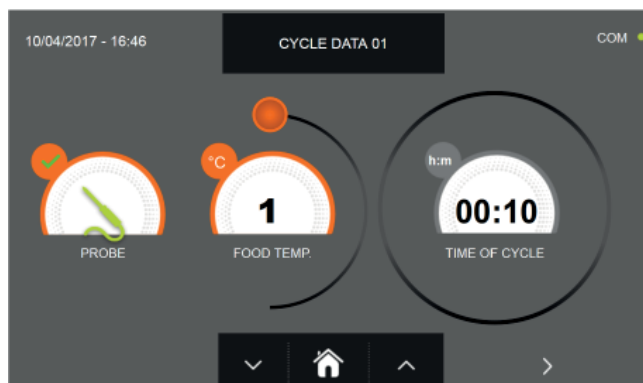 10/04/2017 - 16:46
CYCLE DATA 01
COM
°C
h:m
1
00:10
PROBE
FOOD TEMP.
TIME OF CYCLE